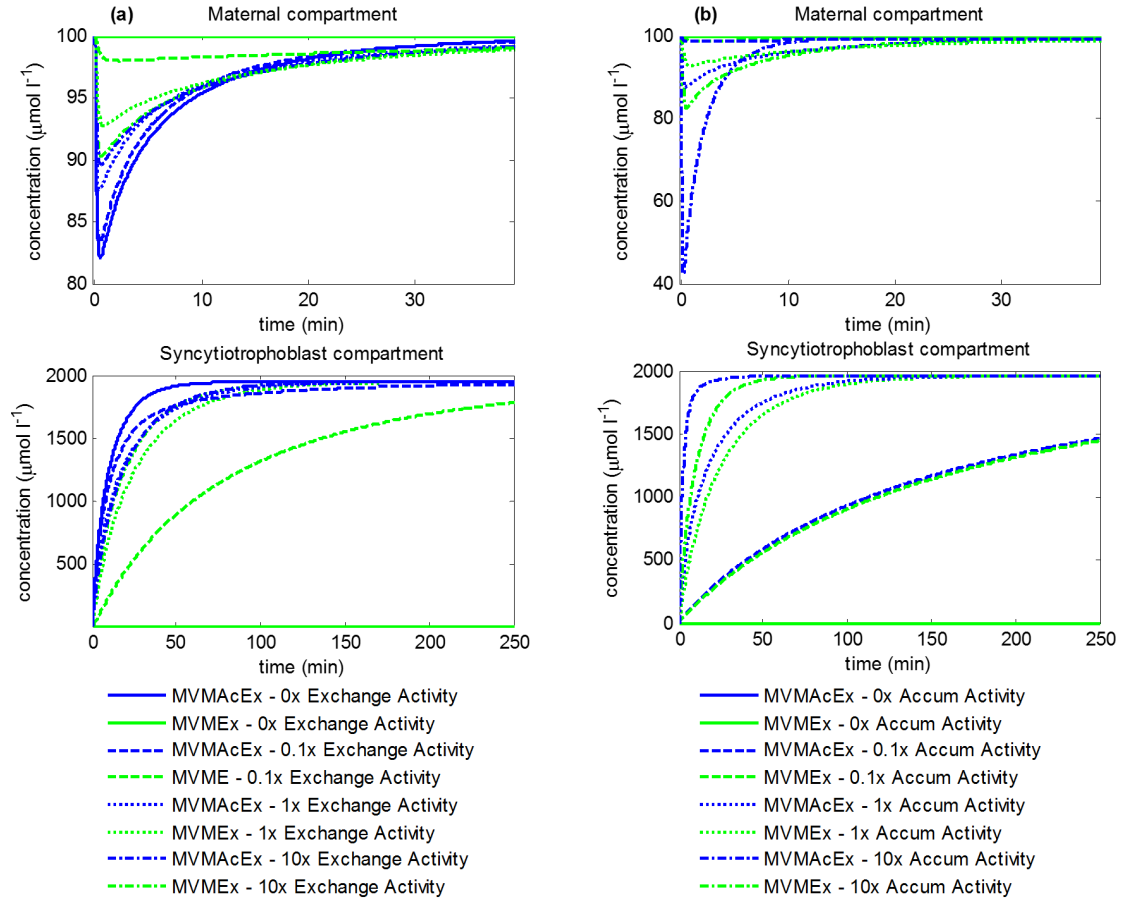 (a)
Maternal compartment
concentration (μmol l⁻¹)
100
95
90
85
80
0
10
20
30
time (min)
Syncytiotrophoblast compartment
concentration (μmol l⁻¹)
2000
1500
1000
500
0
50
100
150
200
250
time (min)
MVMAcEx - 0x Exchange Activity
MVMEx - 0x Exchange Activity
MVMAcEx - 0.1x Exchange Activity
MVME - 0.1x Exchange Activity
MVMAcEx - 1x Exchange Activity
MVMEx - 1x Exchange Activity
MVMAcEx - 10x Exchange Activity
MVMEx - 10x Exchange Activity
(b)
Maternal compartment
concentration (μmol l⁻¹)
100
80
60
40
0
10
20
30
time (min)
Syncytiotrophoblast compartment
concentration (μmol l⁻¹)
2000
1500
1000
500
0
0
50
100
150
200
250
time (min)
MVMAcEx - 0x Accum Activity
MVMEx - 0x Accum Activity
MVMAcEx - 0.1x Accum Activity
MVMEx - 0.1x Accum Activity
MVMAcEx - 1x Accum Activity
MVMEx - 1x Accum Activity
MVMAcEx - 10x Accum Activity
MVMEx - 10x Accum Activity